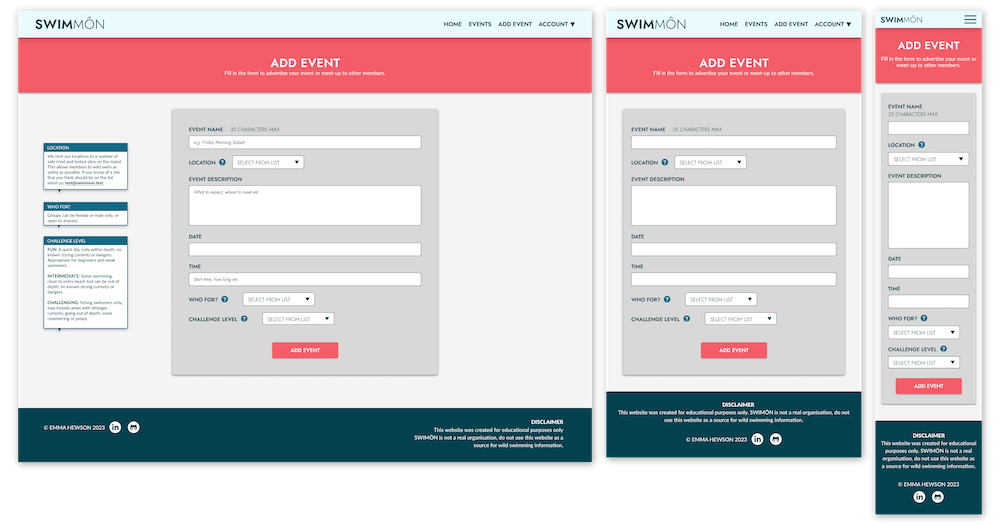 SWIMMÔN
HOME EVENTS ADD EVENT ACCOUNT ▼
ADD EVENT
Fill in the form to advertise your event or meet-up to other members.
LOCATION
We limit our locations to a number of
safe tried and tested sites on the island.
This allows members to wild swim as
safely as possible. If you know of a site
that you think should be on the list
email us: test@swimmon.test
WHO FOR?
Groups can be female or male only, or
open to anyone.
CHALLENGE LEVEL
FUN: A quick dip, only within depth, no
known strong currents or dangers.
Appropriate for beginners and weak
swimmers.
INTERMEDIATE: Some swimming,
close to entry beach but can be out of
depth, no known strong currents or
dangers.
CHALLENGING: Strong swimmers only,
may include areas with stronger
currents, going out of depth, some
coasteering or jumps.
EVENT NAME 30 CHARACTERS MAX
e.g. Friday Morning Splash
LOCATION ? SELECT FROM LIST ▼
EVENT DESCRIPTION
What to expect, where to meet etc
DATE
TIME
Start time, how long etc
WHO FOR? ? SELECT FROM LIST ▼
CHALLENGE LEVEL ? SELECT FROM LIST ▼
ADD EVENT
© EMMA HEWSON 2023 in
DISCLAIMER
This website was created for educational purposes only
SWIMMÔN is not a real organisation, do not use this website as a
source for wild swimming information.
SWIMMÔN
HOME EVENTS ADD EVENT ACCOUNT ▼
ADD EVENT
Fill in the form to advertise your event or meet-up to other members.
EVENT NAME 25 CHARACTERS MAX
LOCATION ? SELECT FROM LIST ▼
EVENT DESCRIPTION
DATE
TIME
WHO FOR? ? SELECT FROM LIST ▼
CHALLENGE LEVEL ? SELECT FROM LIST ▼
ADD EVENT
DISCLAIMER
This website was created for educational purposes only. SWIMMÔN is not a real organisation, do not
use this website as a source for wild swimming information.
© EMMA HEWSON 2023 in
SWIMMÔN
ADD EVENT
Fill in the form to advertise your event or
meet-up to other members.
EVENT NAME
25 CHARACTERS MAX
LOCATION ?
SELECT FROM LIST ▼
EVENT DESCRIPTION
DATE
TIME
WHO FOR? ?
SELECT FROM LIST ▼
CHALLENGE LEVEL ?
SELECT FROM LIST ▼
ADD EVENT
DISCLAIMER
This website was created for educational
purposes only. SWIMMÔN is not a real
organisation, do not use this website as
a source for wild swimming information.
© EMMA HEWSON 2023
in